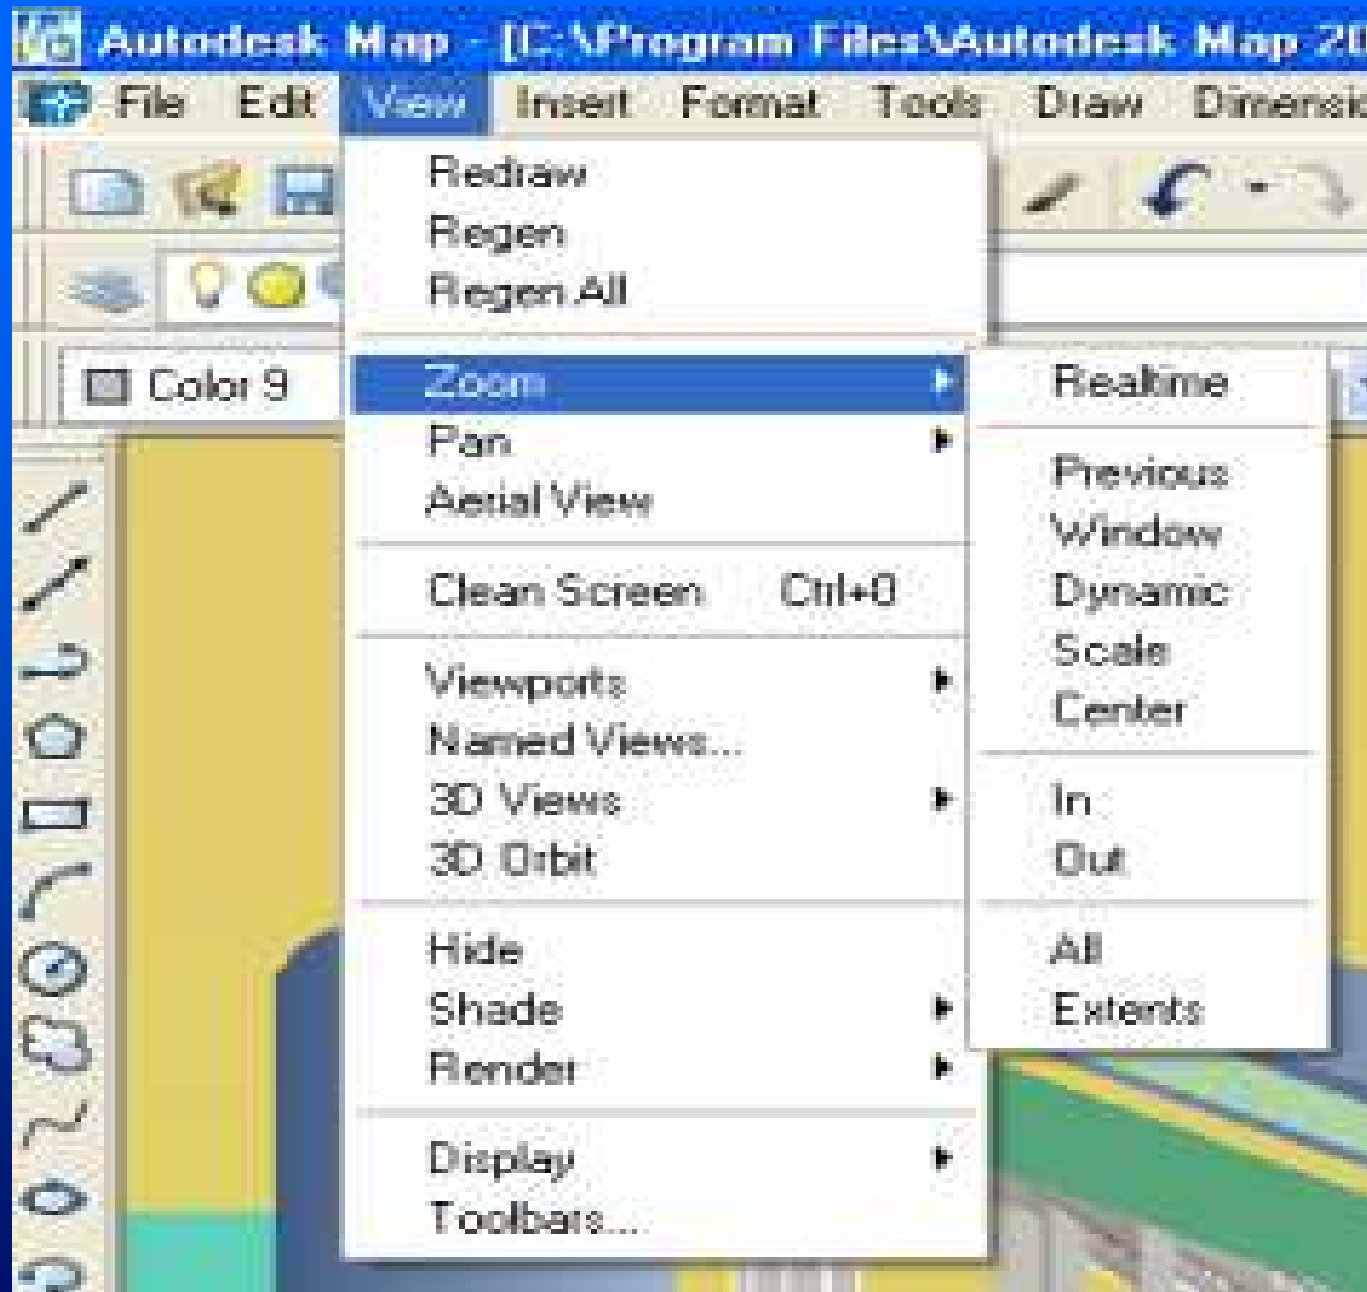 Autodesk Map - [C:\Program Files\Autodesk Map 20
File Edit View Insert Format Tools Draw Dimensio
Redraw
Regen
Regen All
Color 9
Zoom
Pan
Aerial View
Clean Screen Ctrl+0
Viewports
Named Views...
3D Views
3D Orbit
Hide
Shade
Render
Display
Toolbars...
Realtime
Previous
Window
Dynamic
Scale
Center
In
Out
All
Extents